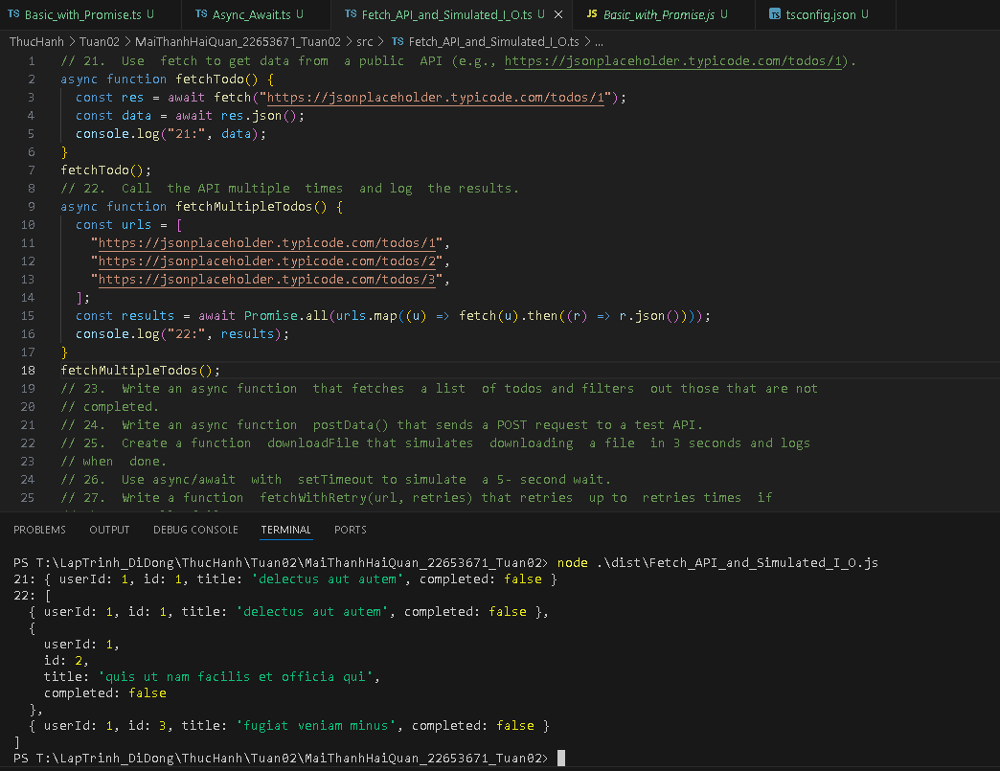 TS Basic_with_Promise.ts U
TS Async_Await.ts U
TS Fetch_API_and_Simulated_I_O.ts U ×
JS Basic_with_Promise.js U
TS tsconfig.json U
ThucHanh > Tuan02 > MaiThanhHaiQuan_22653671_Tuan02 > src > TS Fetch_API_and_Simulated_I_O.ts > ...
1 // 21. Use fetch to get data from a public API (e.g., https://jsonplaceholder.typicode.com/todos/1).
2 async function fetchTodo() {
3 const res = await fetch("https://jsonplaceholder.typicode.com/todos/1");
4 const data = await res.json();
5 console.log("21:", data);
6 }
7 fetchTodo();
8 // 22. Call the API multiple times and log the results.
9 async function fetchMultipleTodos() {
10 const urls = [
11 "https://jsonplaceholder.typicode.com/todos/1",
12 "https://jsonplaceholder.typicode.com/todos/2",
13 "https://jsonplaceholder.typicode.com/todos/3",
14 ];
15 const results = await Promise.all(urls.map((u) => fetch(u).then((r) => r.json())));
16 console.log("22:", results);
17 }
18 fetchMultipleTodos();
19 // 23. Write an async function that fetches a list of todos and filters out those that are not
20 // completed.
21 // 24. Write an async function postData() that sends a POST request to a test API.
22 // 25. Create a function downloadFile that simulates downloading a file in 3 seconds and logs
23 // when done.
24 // 26. Use async/await with setTimeout to simulate a 5- second wait.
25 // 27. Write a function fetchWithRetry(url, retries) that retries up to retries times if
PROBLEMS OUTPUT DEBUG CONSOLE TERMINAL PORTS
PS T:\LapTrinh_DiDong\ThucHanh\Tuan02\MaiThanhHaiQuan_22653671_Tuan02> node .\dist\Fetch_API_and_Simulated_I_O.js
21: { userId: 1, id: 1, title: 'delectus aut autem', completed: false }
22: [
{ userId: 1, id: 1, title: 'delectus aut autem', completed: false },
{
userId: 1,
id: 2,
title: 'quis ut nam facilis et officia qui',
completed: false
},
{ userId: 1, id: 3, title: 'fugiat veniam minus', completed: false }
]
PS T:\LapTrinh_DiDong\ThucHanh\Tuan02\MaiThanhHaiQuan_22653671_Tuan02>